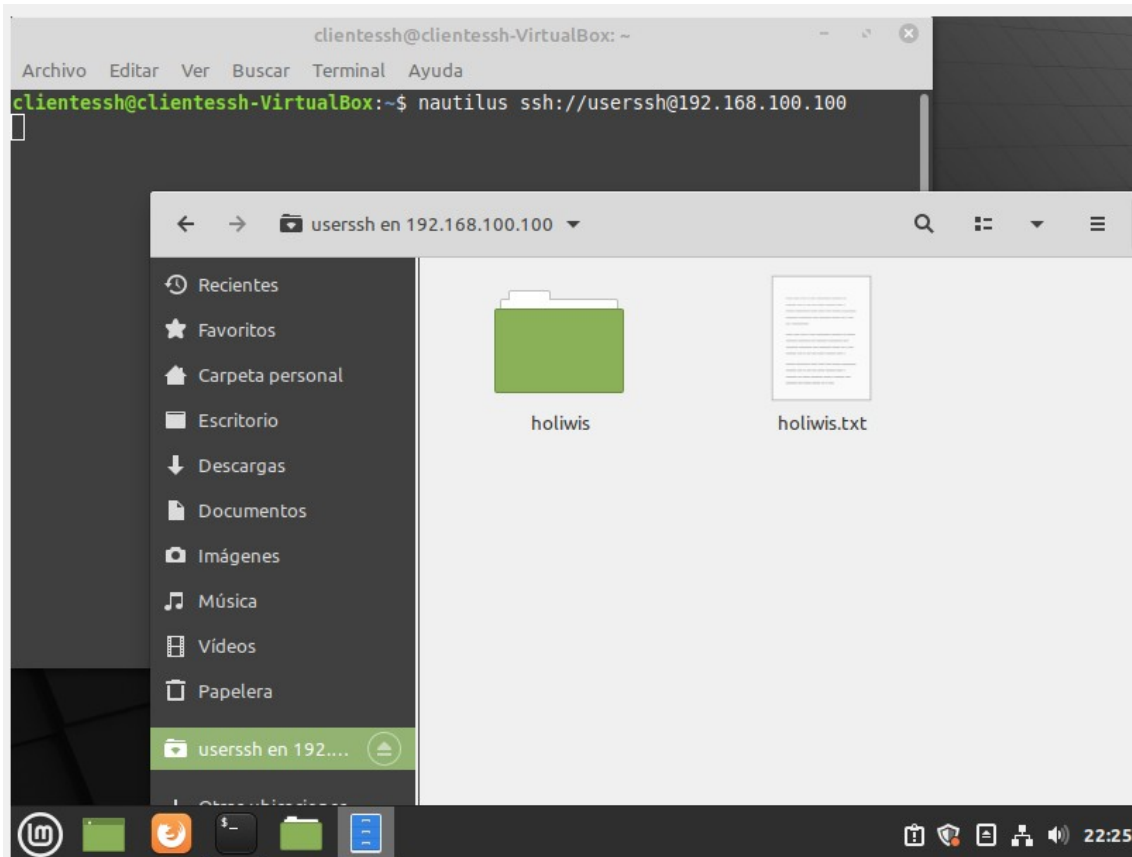 clientessh@clientessh-VirtualBox: ~
Archivo Editar Ver Buscar Terminal Ayuda
clientessh@clientessh-VirtualBox:~$ nautilus ssh://userssh@192.168.100.100
userssh en 192.168.100.100
Recientes
Favoritos
Carpeta personal
Escritorio
Descargas
Documentos
Imágenes
Música
Vídeos
Papelera
userssh en 192....
Otras ubicaciones
holiwis
holiwis.txt
$_
22:25